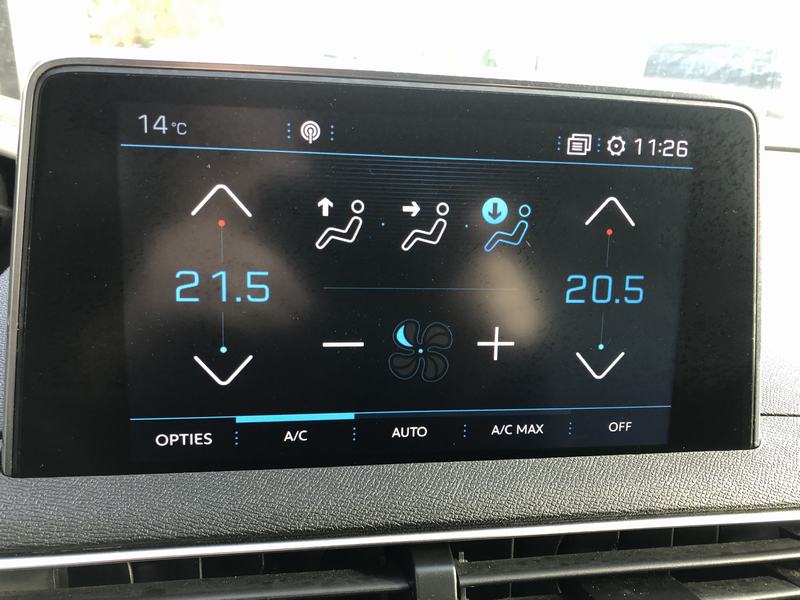 14°C 11:26
21.5 20.5
OPTIES A/C AUTO A/C MAX OFF